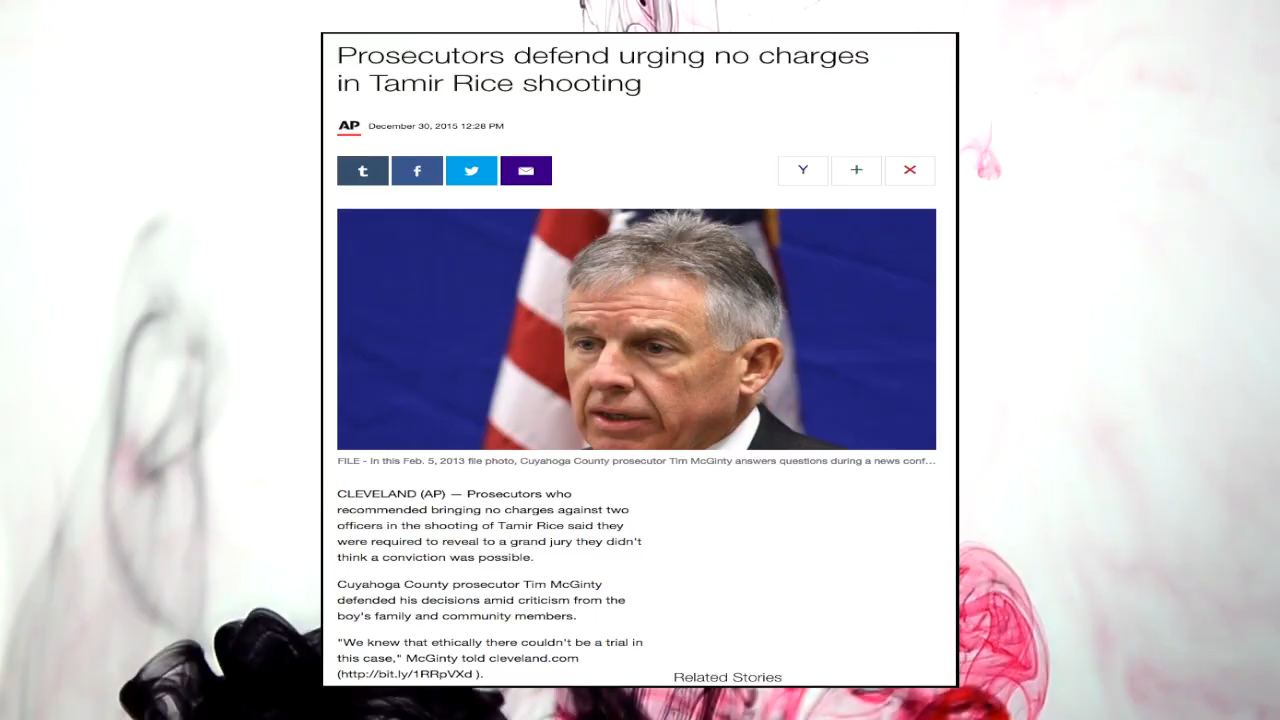 Prosecutors defend urging no charges
in Tamir Rice shooting
AP December 30, 2015 12:28 PM
t f Y + ×
FILE - In this Feb. 5, 2013 file photo, Cuyahoga County prosecutor Tim McGinty answers questions during a news conf...
CLEVELAND (AP) — Prosecutors who
recommended bringing no charges against two
officers in the shooting of Tamir Rice said they
were required to reveal to a grand jury they didn't
think a conviction was possible.
Cuyahoga County prosecutor Tim McGinty
defended his decisions amid criticism from the
boy's family and community members.
"We knew that ethically there couldn't be a trial in
this case," McGinty told cleveland.com
(http://bit.ly/1RRpVXd ).
Related Stories